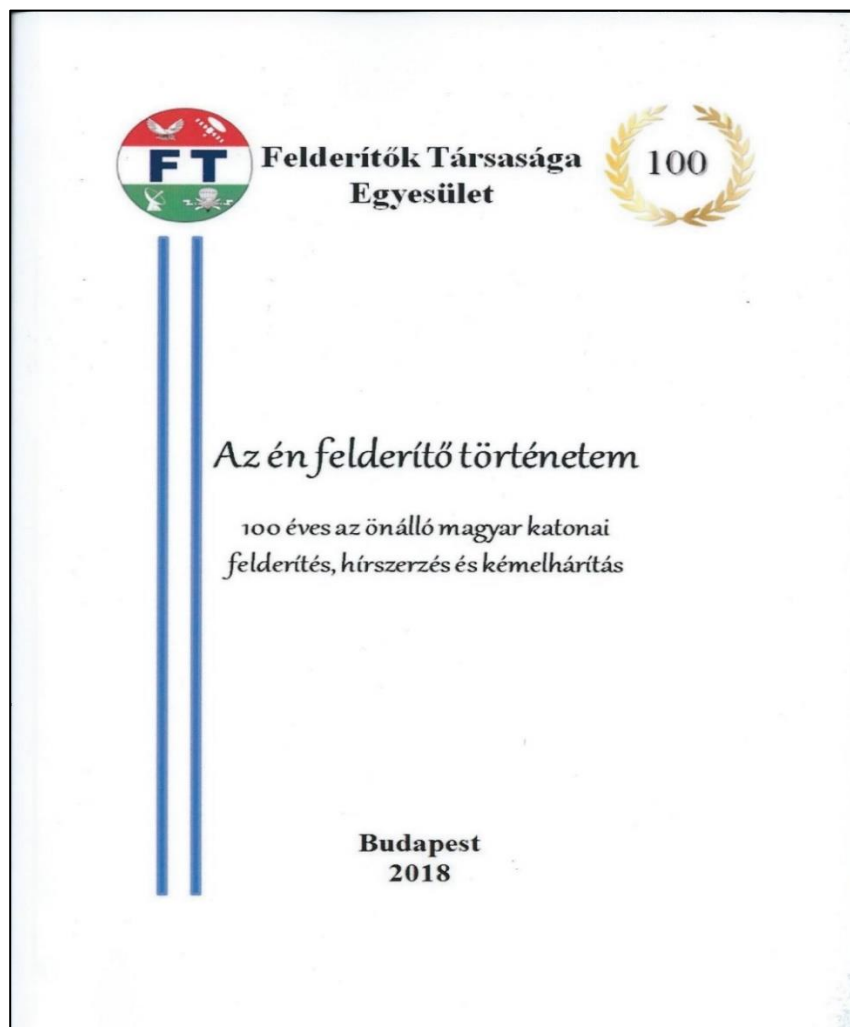 FT
Felderítők Társasága
Egyesület
100
Az én felderítő történetem
100 éves az önálló magyar katonai
felderítés, hírszerzés és kémelhárítás
Budapest
2018